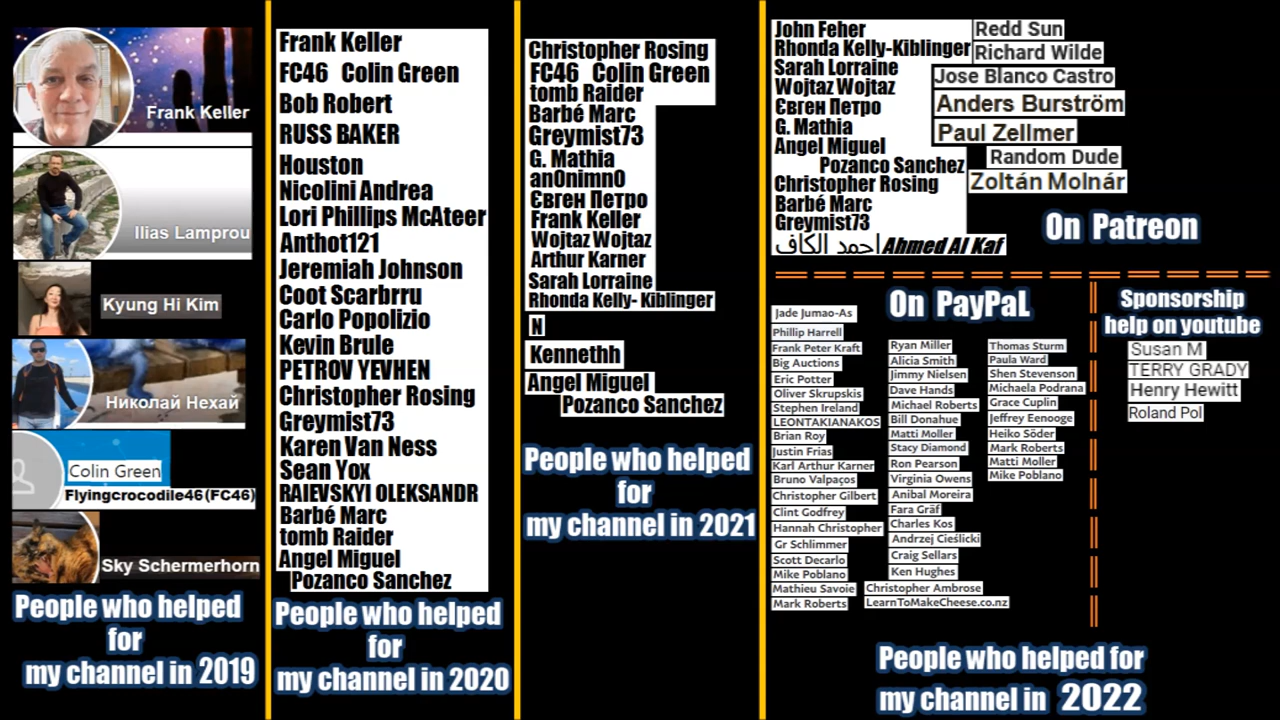 Frank Keller
Ilias Lamprou
Kyung Hi Kim
Николай Нехай
Colin Green
Flyingcrocodile46(FC46)
Sky Schermerhorn
People who helped
for
my channel in 2019
Frank Keller
FC46 Colin Green
Bob Robert
RUSS BAKER
Houston
Nicolini Andrea
Lori Phillips McAteer
Anthot121
Jeremiah Johnson
Coot Scarbrru
Carlo Popolizio
Kevin Brule
PETROV YEVHEN
Christopher Rosing
Greymist73
Karen Van Ness
Sean Yox
RAIEVSKYI OLEKSANDR
Barbé Marc
tomb Raider
Angel Miguel
Pozanco Sanchez
People who helped
for
my channel in 2020
Christopher Rosing
FC46 Colin Green
tomb Raider
Barbé Marc
Greymist73
G. Mathia
an0nimn0
Євген Петро
Frank Keller
Wojtaz Wojtaz
Arthur Karner
Sarah Lorraine
Rhonda Kelly- Kiblinger
N
Kennethh
Angel Miguel
Pozanco Sanchez
People who helped
for
my channel in 2021
John Feher
Rhonda Kelly-Kiblinger
Sarah Lorraine
Wojtaz Wojtaz
Євген Петро
G. Mathia
Angel Miguel
Pozanco Sanchez
Christopher Rosing
Barbé Marc
Greymist73
احمد الكاف Ahmed Al Kaf
Redd Sun
Richard Wilde
Jose Blanco Castro
Anders Burström
Paul Zellmer
Random Dude
Zoltán Molnár
On Patreon
On PayPaL
Jade Jumao-As
Phillip Harrell
Frank Peter Kraft
Big Auctions
Eric Potter
Oliver Skrupskis
Stephen Ireland
LEONTAKIANAKOS
Brian Roy
Justin Frias
Karl Arthur Karner
Bruno Valpaços
Christopher Gilbert
Clint Godfrey
Hannah Christopher
Gr Schlimmer
Scott Decarlo
Mike Poblano
Mathieu Savoie
Mark Roberts
Ryan Miller
Alicia Smith
Jimmy Nielsen
Dave Hands
Michael Roberts
Bill Donahue
Matti Moller
Stacy Diamond
Ron Pearson
Virginia Owens
Anibal Moreira
Fara Gräf
Charles Kos
Andrzej Cieślicki
Craig Sellars
Ken Hughes
Christopher Ambrose
LearnToMakeCheese.co.nz
Thomas Sturm
Paula Ward
Shen Stevenson
Michaela Podrana
Grace Cuplin
Jeffrey Eenooge
Heiko Söder
Mark Roberts
Matti Moller
Mike Poblano
Sponsorship
help on youtube
Susan M
TERRY GRADY
Henry Hewitt
Roland Pol
People who helped for
my channel in 2022